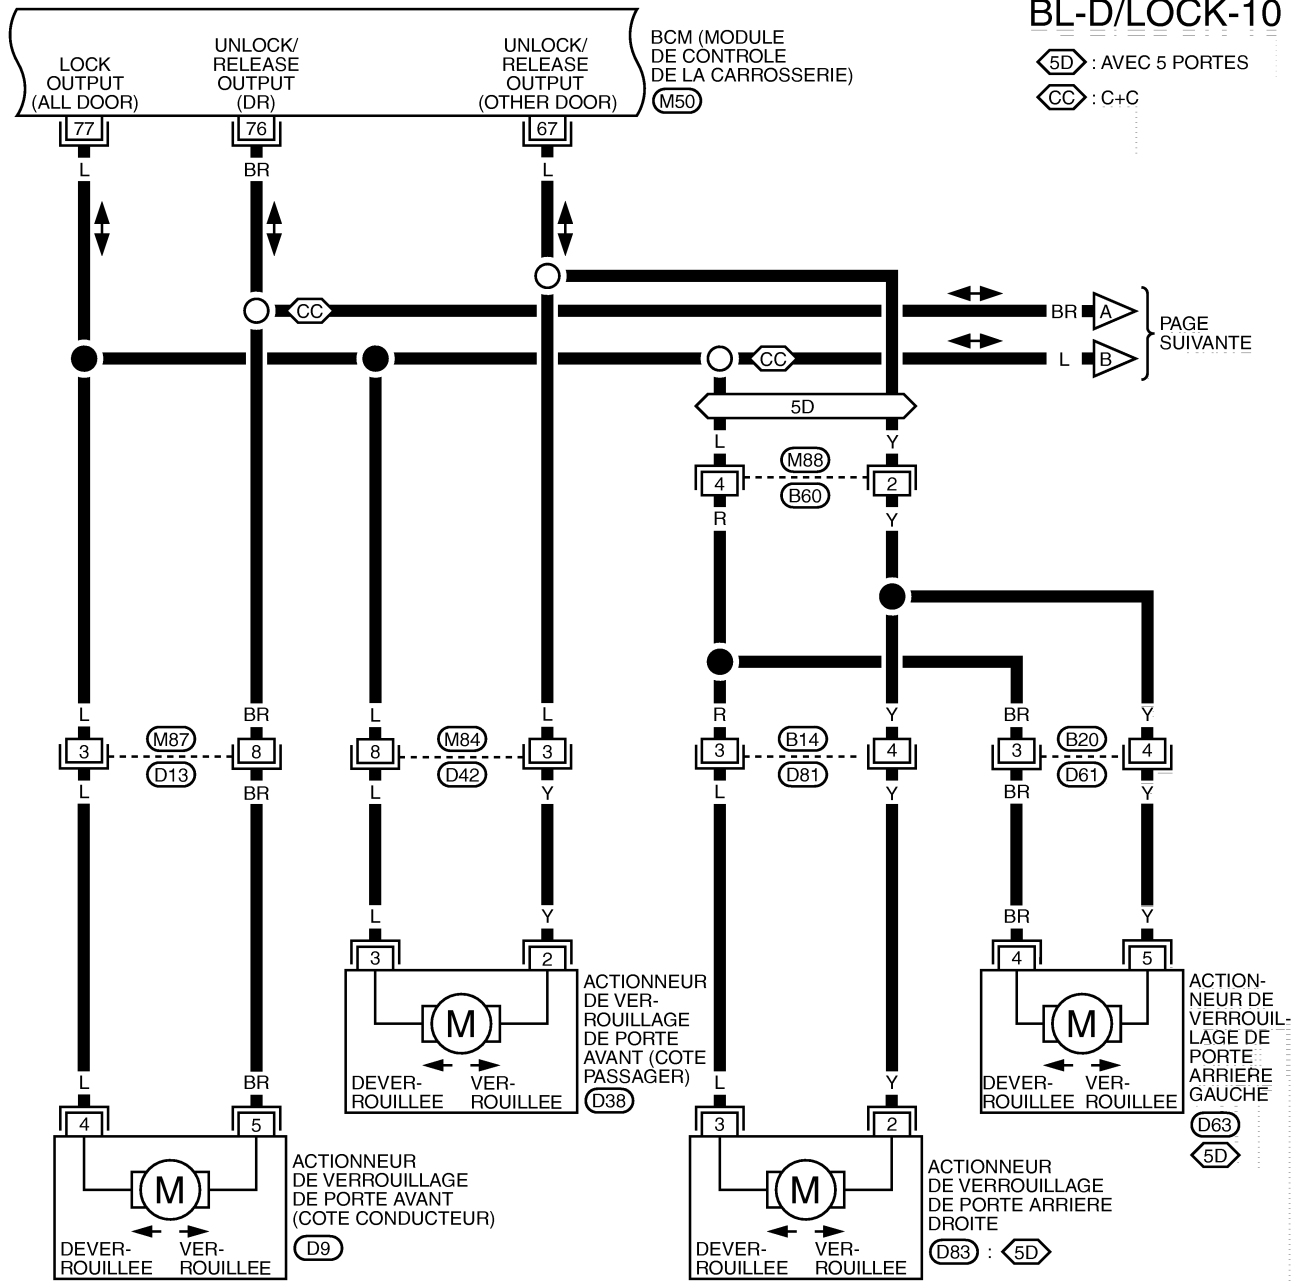 BL-D/LOCK-10
5D : AVEC 5 PORTES
CC : C+C
LOCK
OUTPUT
(ALL DOOR)
UNLOCK/
RELEASE
OUTPUT
(DR)
UNLOCK/
RELEASE
OUTPUT
(OTHER DOOR)
BCM (MODULE
DE CONTROLE
DE LA CARROSSERIE)
M50
77
76
67
L
BR
L
CC
BR
A
CC
L
B
PAGE
SUIVANTE
5D
L
Y
4
M88
B60
2
R
Y
L
BR
L
L
R
Y
BR
Y
3
M87
D13
8
8
M84
D42
3
3
B14
D81
4
3
B20
D61
4
L
BR
L
Y
L
Y
BR
Y
L
Y
BR
Y
3
2
4
5
M
DEVER-
ROUILLEE
VER-
ROUILLEE
ACTIONNEUR
DE VER-
ROUILLAGE
DE PORTE
AVANT (COTE
PASSAGER)
D38
M
DEVER-
ROUILLEE
VER-
ROUILLEE
ACTION-
NEUR DE
VERROUIL-
LAGE DE
PORTE
ARRIERE
GAUCHE
D63
5D
L
BR
L
Y
4
5
3
2
M
DEVER-
ROUILLEE
VER-
ROUILLEE
ACTIONNEUR
DE VERROUILLAGE
DE PORTE AVANT
(COTE CONDUCTEUR)
D9
M
DEVER-
ROUILLEE
VER-
ROUILLEE
ACTIONNEUR
DE VERROUILLAGE
DE PORTE ARRIERE
DROITE
D83 : 5D